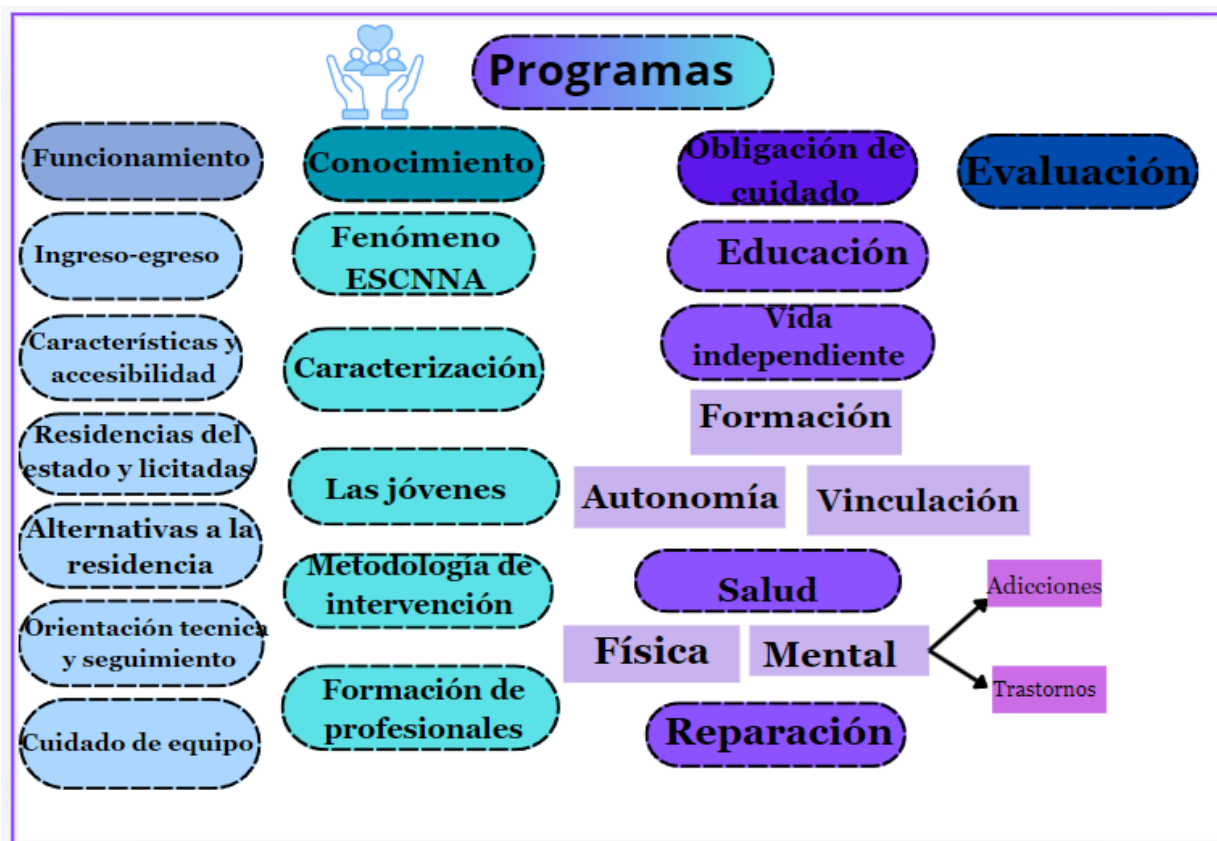 Programas
Funcionamiento
Ingreso-egreso
Características y
accesibilidad
Residencias del
estado y licitadas
Alternativas a la
residencia
Orientación tecnica
y seguimiento
Cuidado de equipo
Conocimiento
Fenómeno
ESCNNA
Caracterización
Las jóvenes
Metodología de
intervención
Formación de
profesionales
Obligación de
cuidado
Educación
Vida
independiente
Formación
Autonomía
Vinculación
Salud
Física
Mental
Adicciones
Trastornos
Reparación
Evaluación